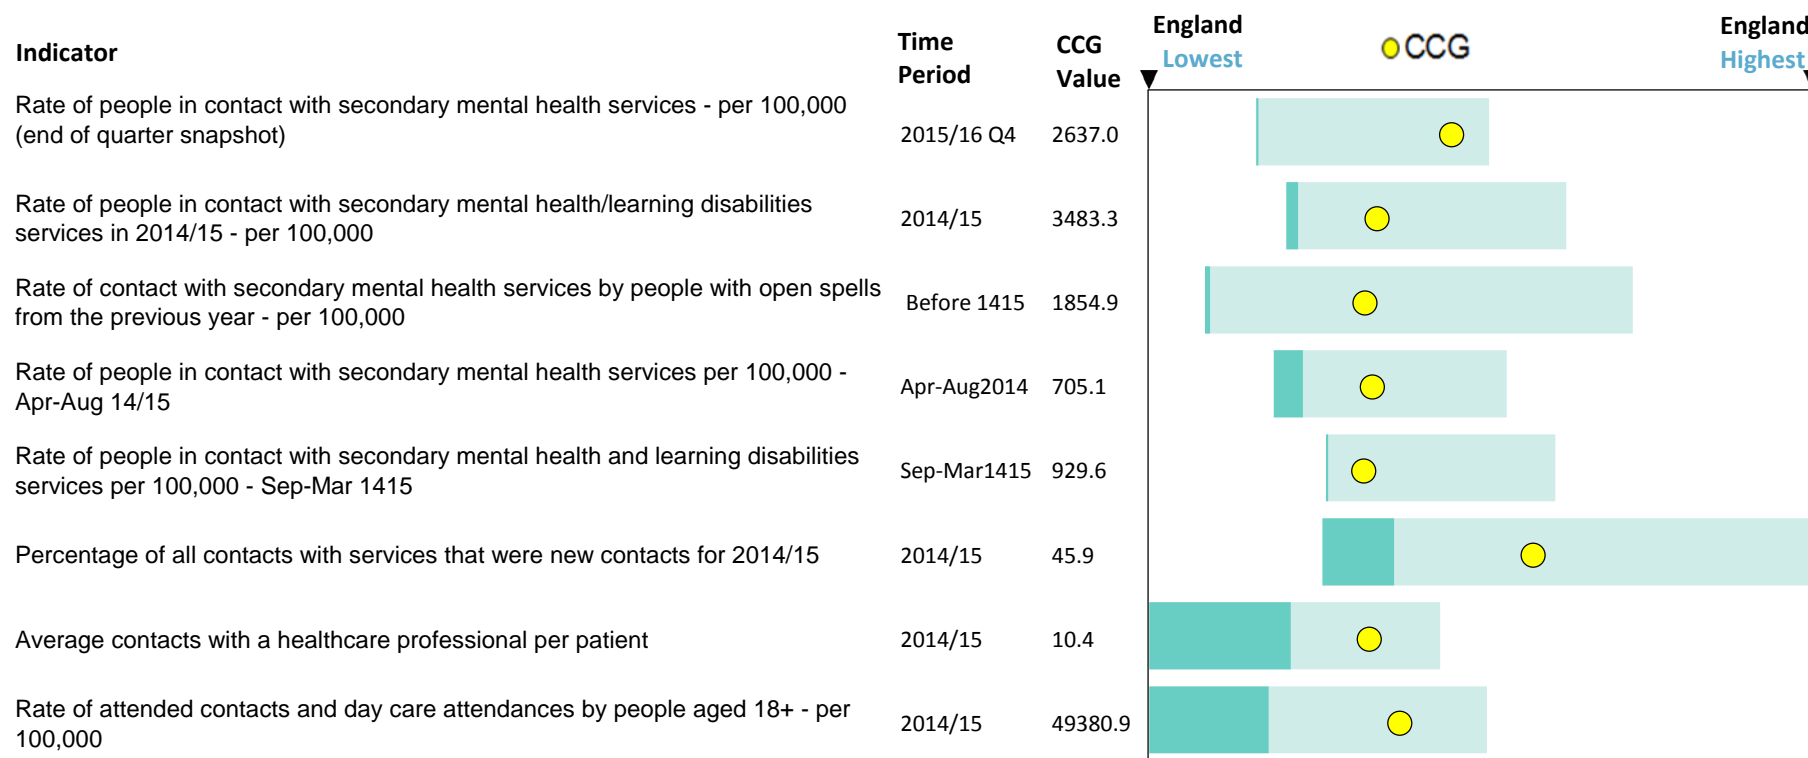 Indicator
Time
Period
CCG
Value
England
Lowest
CCG
England
Highest
Rate of people in contact with secondary mental health services - per 100,000
(end of quarter snapshot)
2015/16 Q4
2637.0
Rate of people in contact with secondary mental health/learning disabilities
services in 2014/15 - per 100,000
2014/15
3483.3
Rate of contact with secondary mental health services by people with open spells
from the previous year - per 100,000
Before 1415
1854.9
Rate of people in contact with secondary mental health services per 100,000 -
Apr-Aug 14/15
Apr-Aug2014
705.1
Rate of people in contact with secondary mental health and learning disabilities
services per 100,000 - Sep-Mar 1415
Sep-Mar1415
929.6
Percentage of all contacts with services that were new contacts for 2014/15
2014/15
45.9
Average contacts with a healthcare professional per patient
2014/15
10.4
Rate of attended contacts and day care attendances by people aged 18+ - per
100,000
2014/15
49380.9